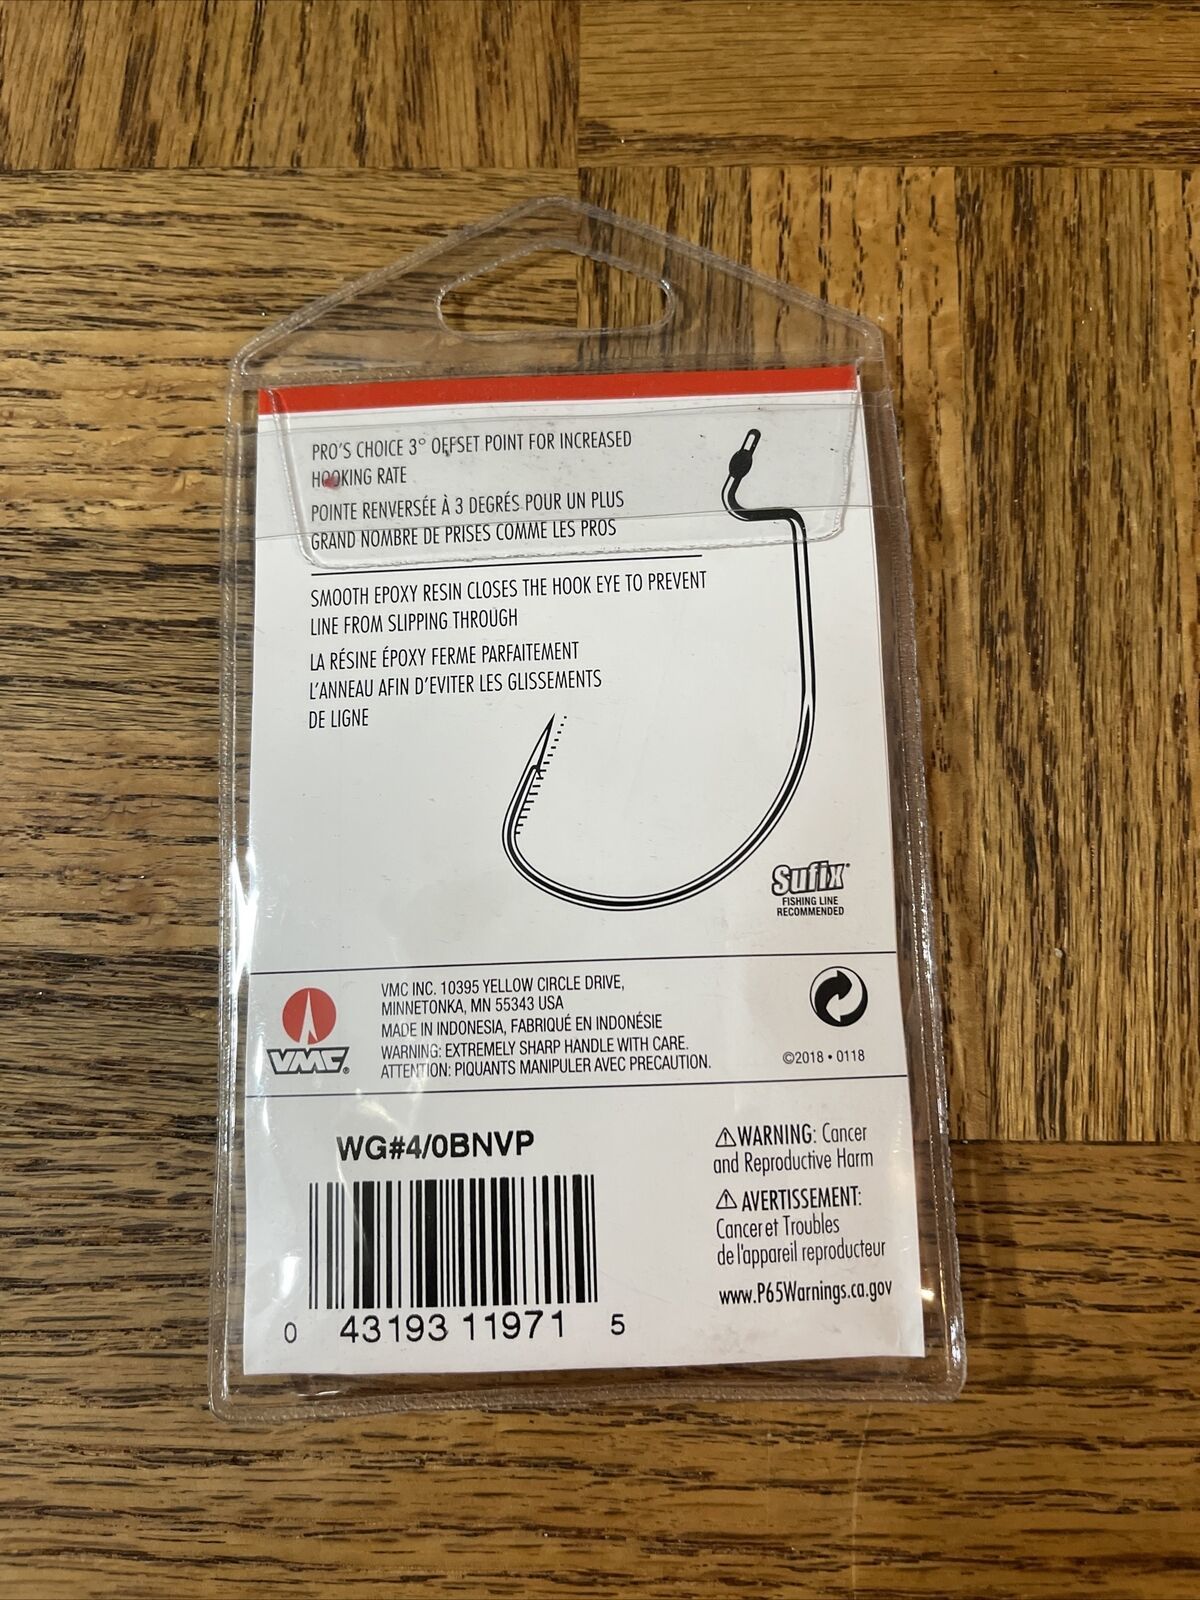 PRO'S CHOICE 3° OFFSET POINT FOR INCREASED
HOOKING RATE
POINTE RENVERSÉE À 3 DEGRÉS POUR UN PLUS
GRAND NOMBRE DE PRISES COMME LES PROS
SMOOTH EPOXY RESIN CLOSES THE HOOK EYE TO PREVENT
LINE FROM SLIPPING THROUGH
LA RÉSINE ÉPOXY FERME PARFAITEMENT
L'ANNEAU AFIN D'EVITER LES GLISSEMENTS
DE LIGNE
Sufix®
FISHING LINE
RECOMMENDED
VMC®
VMC INC. 10395 YELLOW CIRCLE DRIVE,
MINNETONKA, MN 55343 USA
MADE IN INDONESIA, FABRIQUÉ EN INDONÉSIE
WARNING: EXTREMELY SHARP HANDLE WITH CARE.
ATTENTION: PIQUANTS MANIPULER AVEC PRECAUTION.
©2018 • 0118
WG#4/0BNVP
0 43193 11971 5
⚠WARNING: Cancer
and Reproductive Harm
⚠ AVERTISSEMENT:
Cancer et Troubles
de l'appareil reproducteur
www.P65Warnings.ca.gov